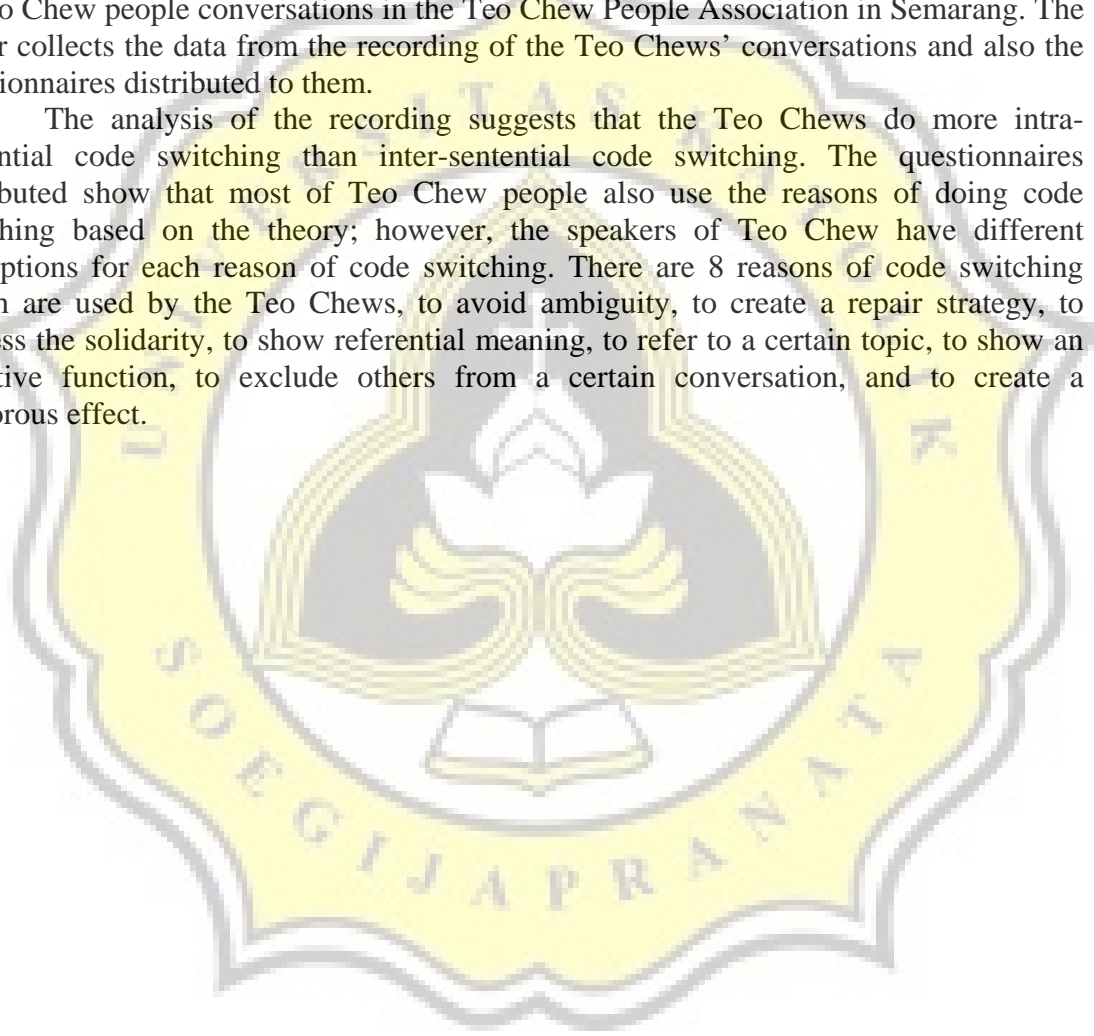 o Chew people conversations in the Teo Chew People Association in Semarang. The
r collects the data from the recording of the Teo Chews’ conversations and also the
ionnaires distributed to them.
The analysis of the recording suggests that the Teo Chews do more intra-
ntial code switching than inter-sentential code switching. The questionnaires
buted show that most of Teo Chew people also use the reasons of doing code
hing based on the theory; however, the speakers of Teo Chew have different
ptions for each reason of code switching. There are 8 reasons of code switching
are used by the Teo Chews, to avoid ambiguity, to create a repair strategy, to
ess the solidarity, to show referential meaning, to refer to a certain topic, to show an
tive function, to exclude others from a certain conversation, and to create a
orous effect.
SOEGIJAPRANATA